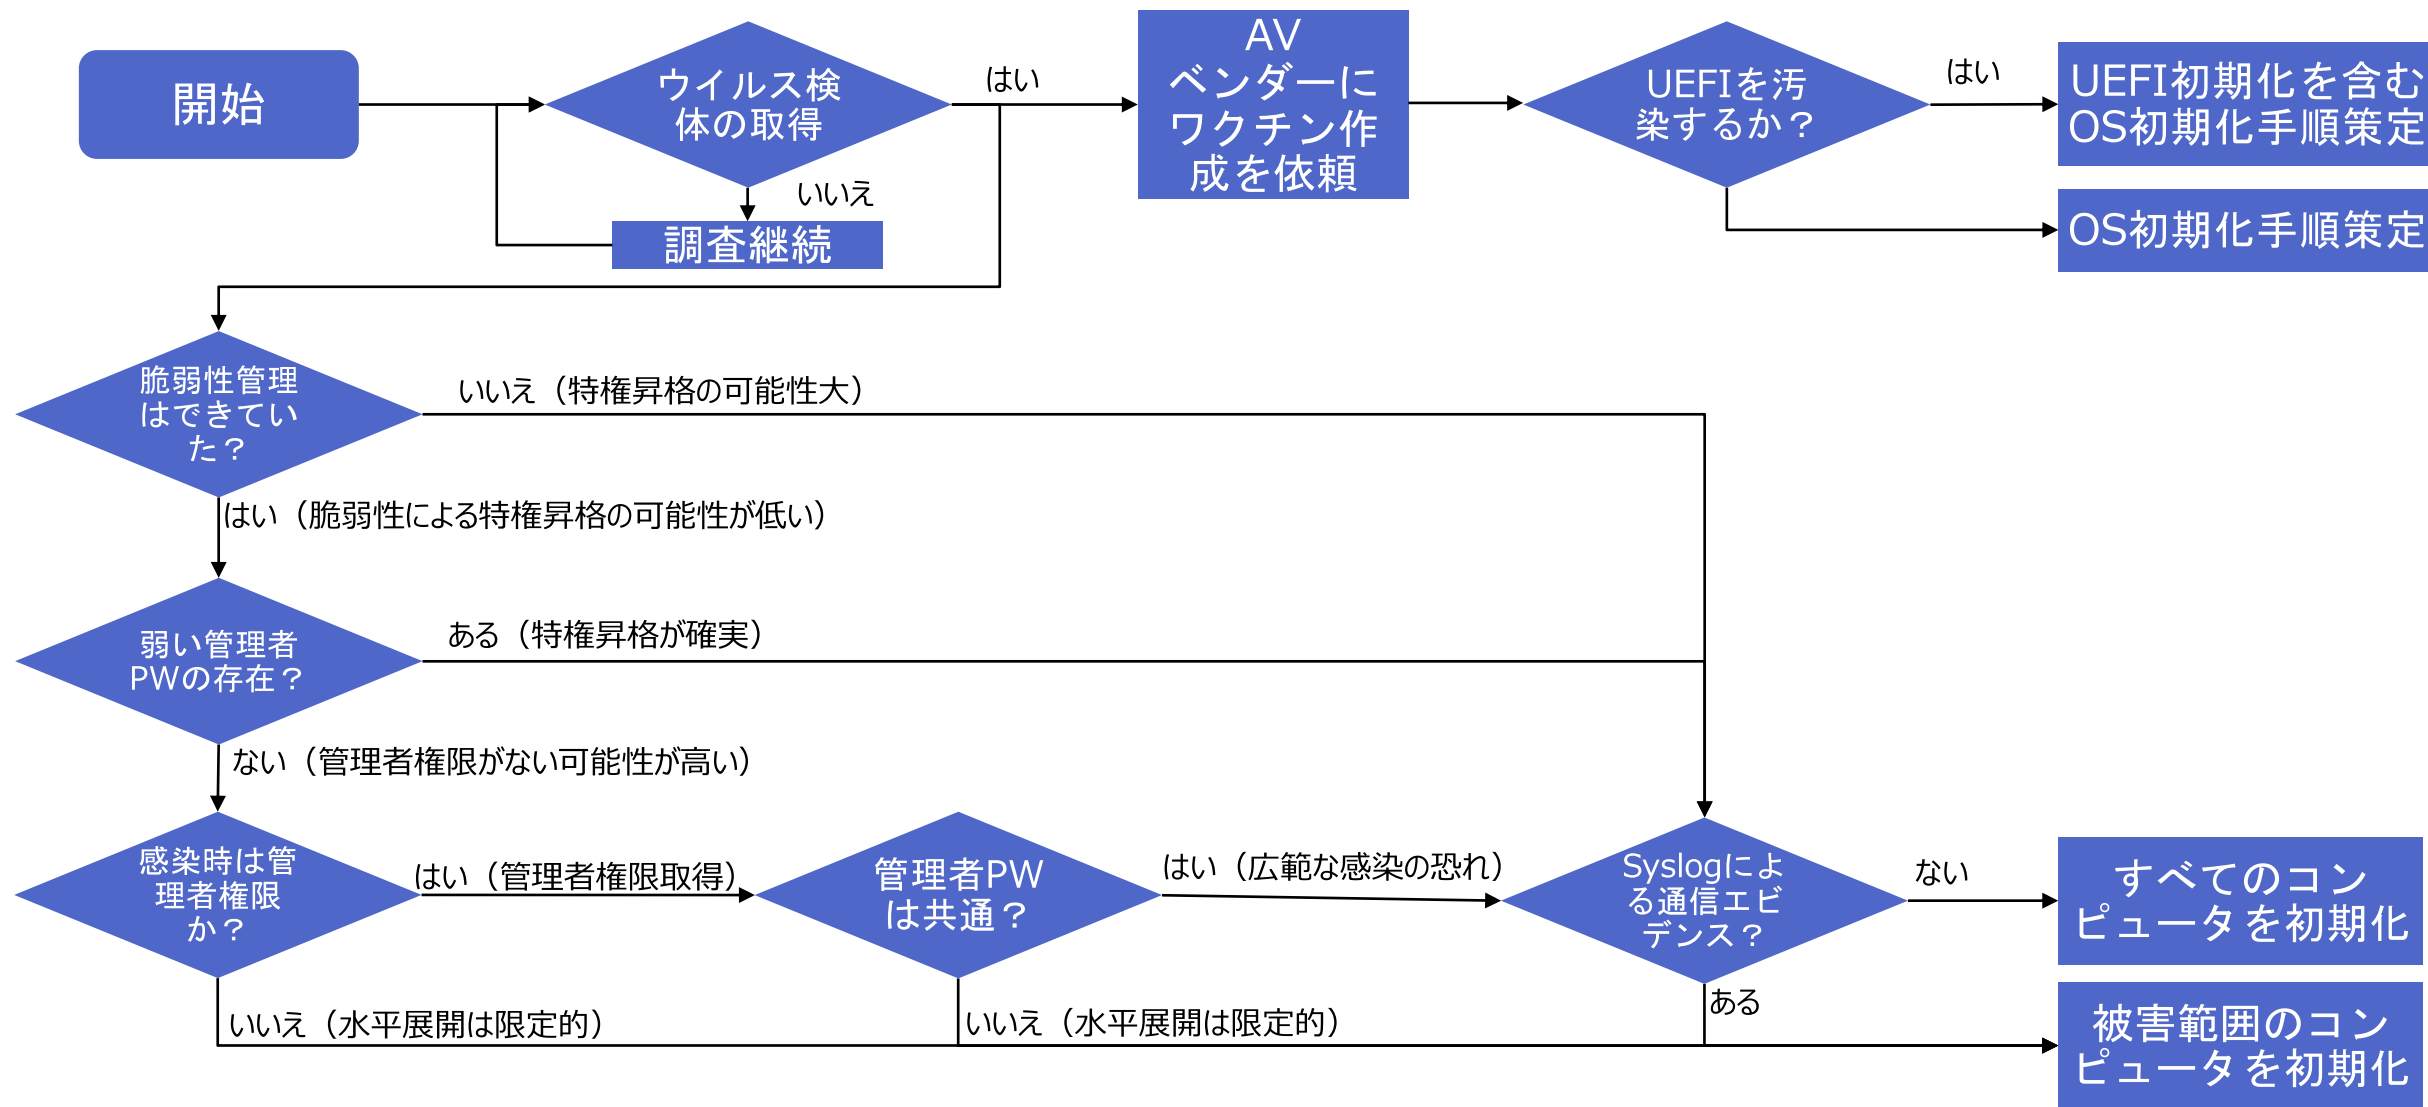 開始
ウイルス検
体の取得
はい
いいえ
調査継続
AV
ベンダーに
ワクチン作
成を依頼
UEFIを汚
染するか？
はい
UEFI初期化を含む
OS初期化手順策定
OS初期化手順策定
脆弱性管理
はできてい
た？
いいえ（特権昇格の可能性大）
はい（脆弱性による特権昇格の可能性が低い）
弱い管理者
PWの存在？
ある（特権昇格が確実）
ない（管理者権限がない可能性が高い）
感染時は管
理者権限
か？
はい（管理者権限取得）
管理者PW
は共通？
はい（広範な感染の恐れ）
Syslogによ
る通信エビ
デンス？
ない
すべてのコン
ピュータを初期化
いいえ（水平展開は限定的）
いいえ（水平展開は限定的）
ある
被害範囲のコン
ピュータを初期化